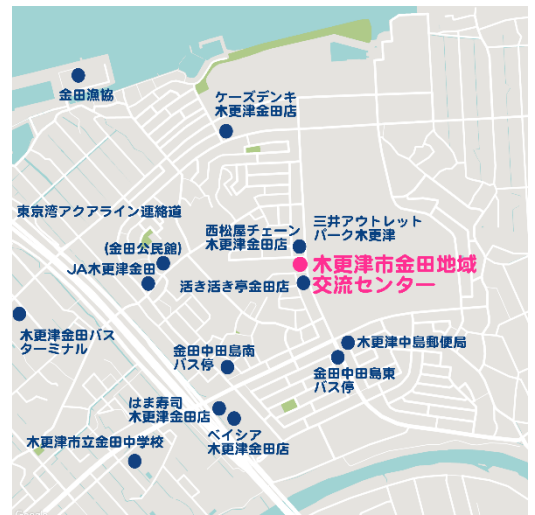 金田漁協
ケーズデンキ
木更津金田店
東京湾アクアライン連絡道
西松屋チェーン
木更津金田店
三井アウトレット
パーク木更津
(金田公民館)
JA木更津金田
木更津市金田地域
交流センター
活き活き亭金田店
木更津金田バス
ターミナル
金田中田島南
バス停
木更津中島郵便局
金田中田島東
バス停
はま寿司
木更津金田店
ベイシア
木更津金田店
木更津市立金田中学校